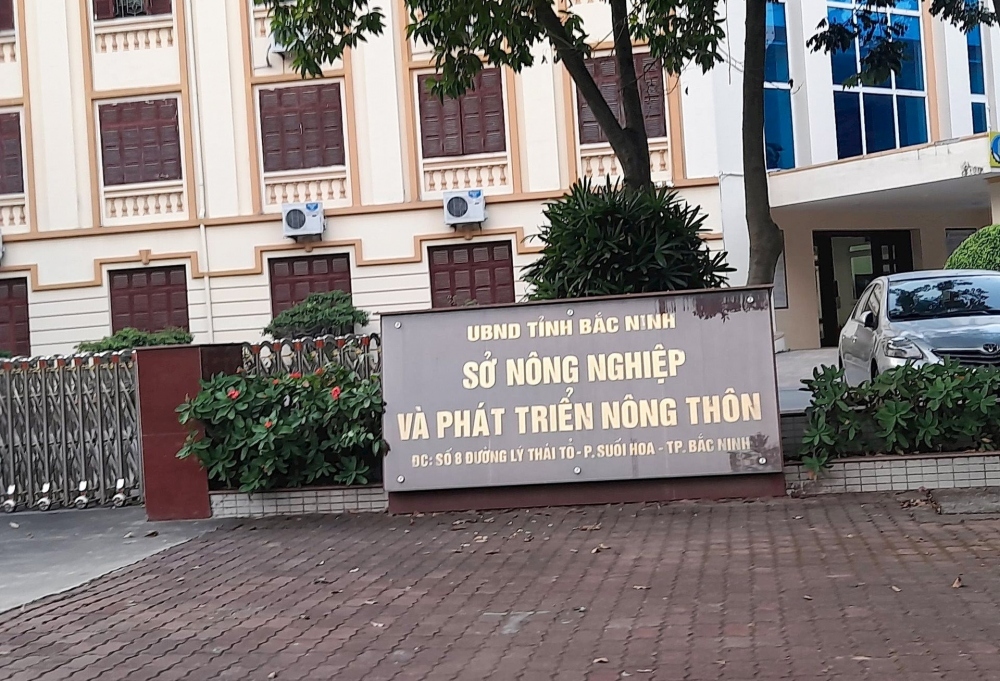 UBND TỈNH BẮC NINH
SỞ NÔNG NGHIỆP
VÀ PHÁT TRIỂN NÔNG THÔN
ĐC: SỐ 8 ĐƯỜNG LÝ THÁI TỔ - P. SUỐI HOA - TP. BẮC NINH